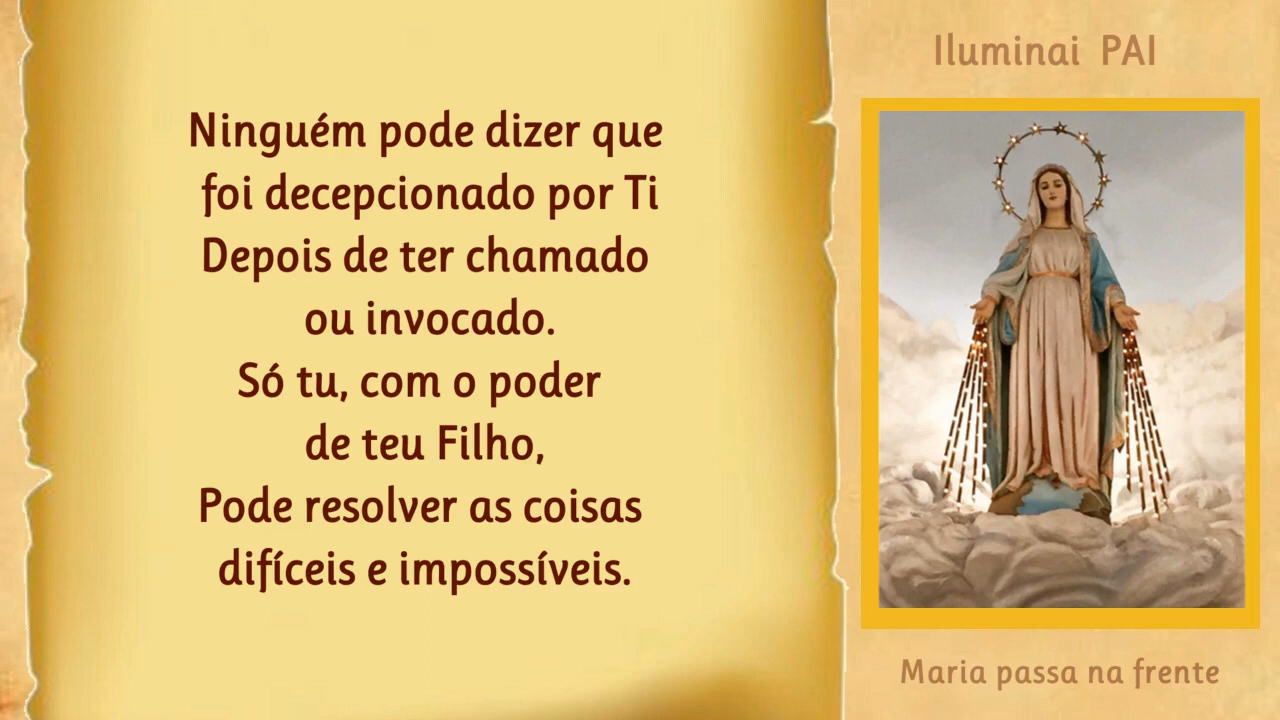 Ninguém pode dizer que
foi decepcionado por Ti
Depois de ter chamado
ou invocado.
Só tu, com o poder
de teu Filho,
Pode resolver as coisas
difíceis e impossíveis.
Iluminai PAI
Maria passa na frente